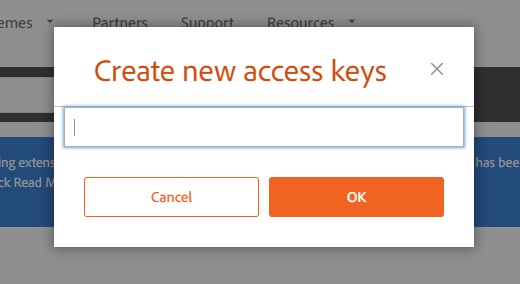 emes Partners Support Resources
Create new access keys
ing extens has bee
ck Read M
Cancel OK